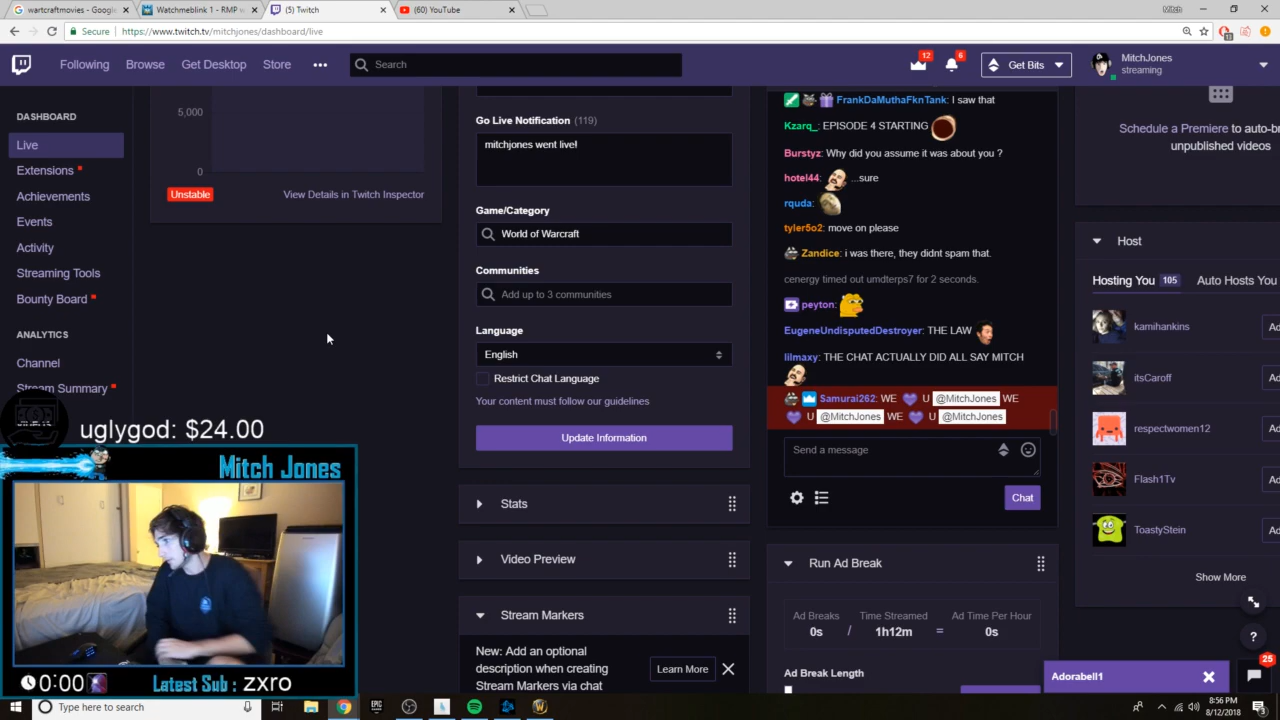 wartcraftmovies - Google
Watchmeblink 1 - RMP w
(5) Twitch
(60) YouTube
Mitch
Secure
https://www.twitch.tv/mitchjones/dashboard/live
Following
Browse
Get Desktop
Store
Search
12
6
Get Bits
MitchJones
streaming
DASHBOARD
Live
Extensions
Achievements
Events
Activity
Streaming Tools
Bounty Board
ANALYTICS
Channel
Stream Summary
5,000
0
Unstable
View Details in Twitch Inspector
Go Live Notification (119)
mitchjones went live!
Game/Category
World of Warcraft
Communities
Add up to 3 communities
Language
English
Restrict Chat Language
Your content must follow our guidelines
Update Information
Stats
Video Preview
Stream Markers
New: Add an optional
description when creating
Stream Markers via chat
Learn More
FrankDaMuthaFknTank: I saw that
Kzarq_: EPISODE 4 STARTING
Burstyz: Why did you assume it was about you ?
hotel44: ...sure
rquda:
tyler5o2: move on please
Zandice: i was there, they didnt spam that.
cenergy timed out umdterps7 for 2 seconds.
peyton:
EugeneUndisputedDestroyer: THE LAW
lilmaxy: THE CHAT ACTUALLY DID ALL SAY MITCH
Samurai262: WE U @MitchJones WE
U @MitchJones WE U @MitchJones
Send a message
Chat
Run Ad Break
Ad Breaks
0s
/
Time Streamed
1h12m
=
Ad Time Per Hour
0s
Ad Break Length
Schedule a Premiere to auto-br
unpublished videos
Host
Hosting You 105
Auto Hosts You
kamihankins
Ad
itsCaroff
Ad
respectwomen12
Ad
Flash1Tv
Ad
ToastyStein
Ad
Show More
?
25
Adorabell1
uglygod: $24.00
Mitch Jones
0:00
Latest Sub : zxro
Type here to search
8:56 PM
8/12/2018
3